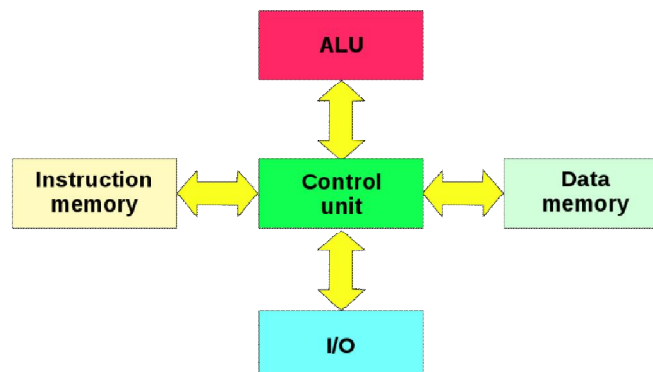 ALU
Instruction
memory
Control
unit
Data
memory
I/O